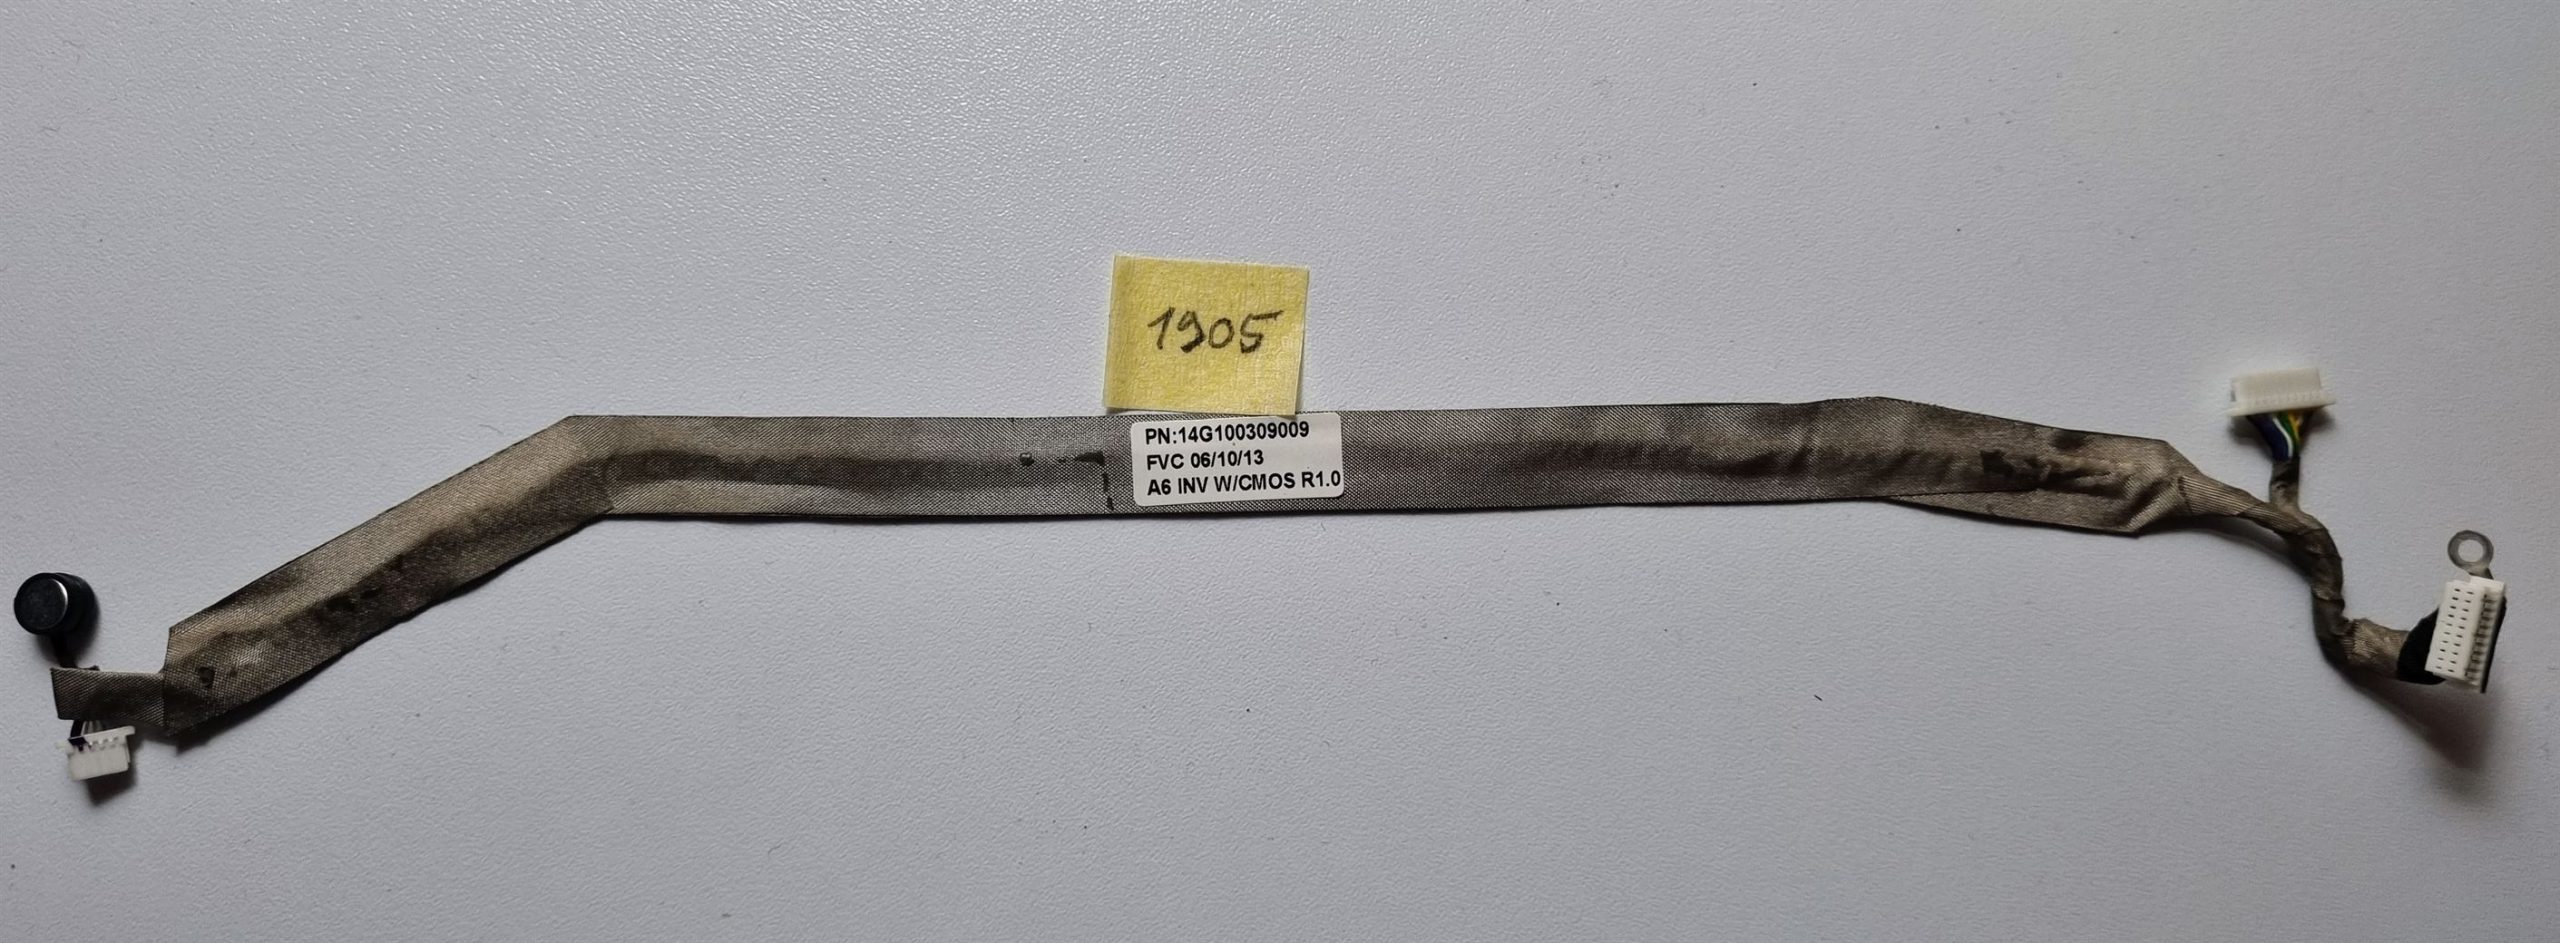 1905
PN:14G100309009
FVC 06/10/13
A6 INV W/CMOS R1.0